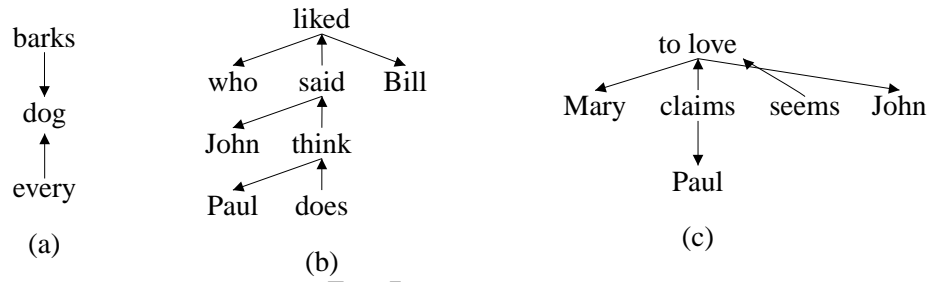 barks
dog
every
(a)
liked
who said Bill
John think
Paul does
(b)
to love
Mary claims seems John
Paul
(c)